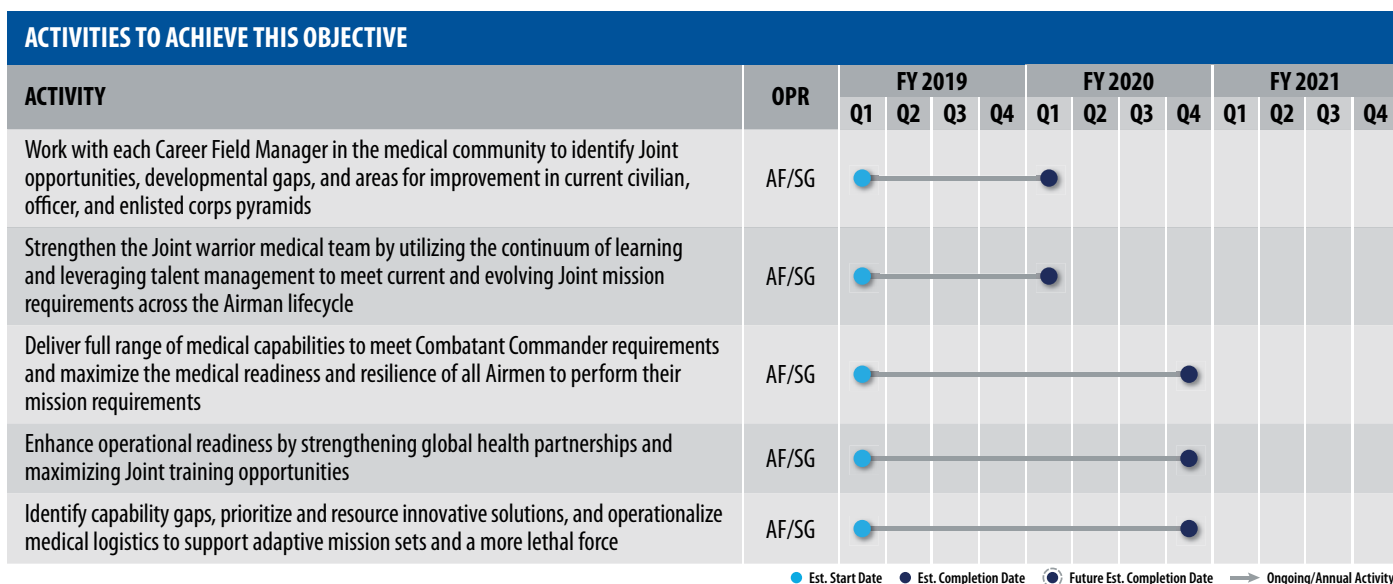 ACTIVITIES TO ACHIEVE THIS OBJECTIVE
ACTIVITY
OPR
FY 2019
FY 2020
FY 2021
Q1 Q2 Q3 Q4 Q1 Q2 Q3 Q4 Q1 Q2 Q3 Q4
Work with each Career Field Manager in the medical community to identify Joint
opportunities, developmental gaps, and areas for improvement in current civilian,
officer, and enlisted corps pyramids
AF/SG
Strengthen the Joint warrior medical team by utilizing the continuum of learning
and leveraging talent management to meet current and evolving Joint mission
requirements across the Airman lifecycle
AF/SG
Deliver full range of medical capabilities to meet Combatant Commander requirements
and maximize the medical readiness and resilience of all Airmen to perform their
mission requirements
AF/SG
Enhance operational readiness by strengthening global health partnerships and
maximizing Joint training opportunities
AF/SG
Identify capability gaps, prioritize and resource innovative solutions, and operationalize
medical logistics to support adaptive mission sets and a more lethal force
AF/SG
Est. Start Date Est. Completion Date Future Est. Completion Date Ongoing/Annual Activity